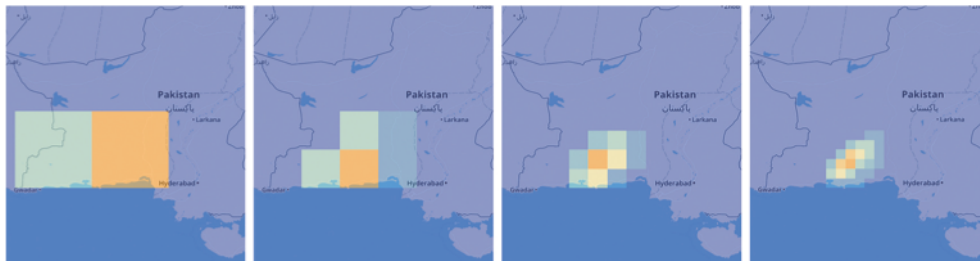 Pakistan
پاکستان
Larkana
Hyderabad
Gwadar
Pakistan
پاکستان
Larkana
Hyderabad
Gwadar
Pakistan
پاکستان
Larkana
Hyderabad
Gwadar
Pakistan
پاکستان
Larkana
Hyderabad
Gwadar